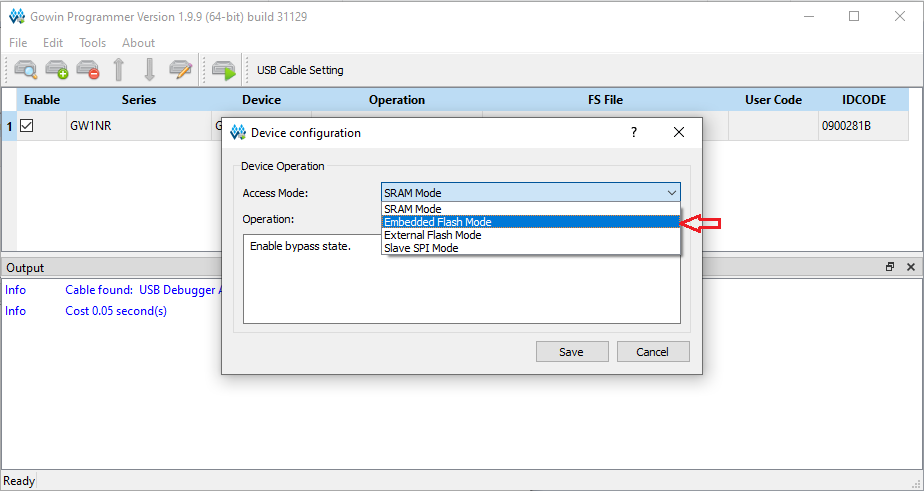 Gowin Programmer Version 1.9.9 (64-bit) build 31129
File Edit Tools About
USB Cable Setting
Enable Series Device Operation FS File User Code IDCODE
1 GW1NR G 0900281B
Device configuration ?
Device Operation
Access Mode: SRAM Mode
SRAM Mode
Operation: Embedded Flash Mode
External Flash Mode
Enable bypass state. Slave SPI Mode
Save Cancel
Output
Info Cable found: USB Debugger A
Info Cost 0.05 second(s)
Ready